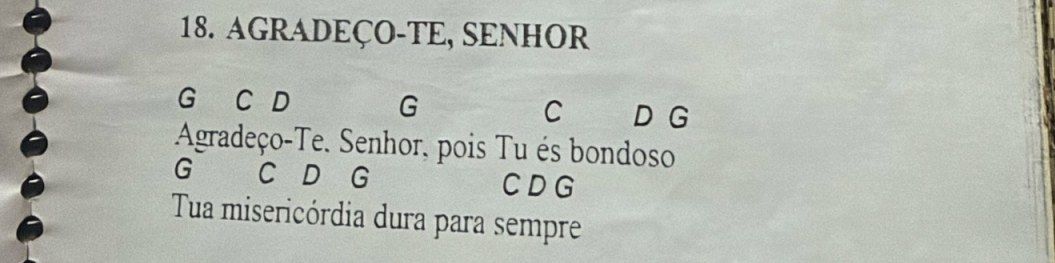 18. AGRADEÇO-TE, SENHOR
G C D G C D G
Agradeço-Te. Senhor, pois Tu és bondoso
G C D G C D G
Tua misericórdia dura para sempre